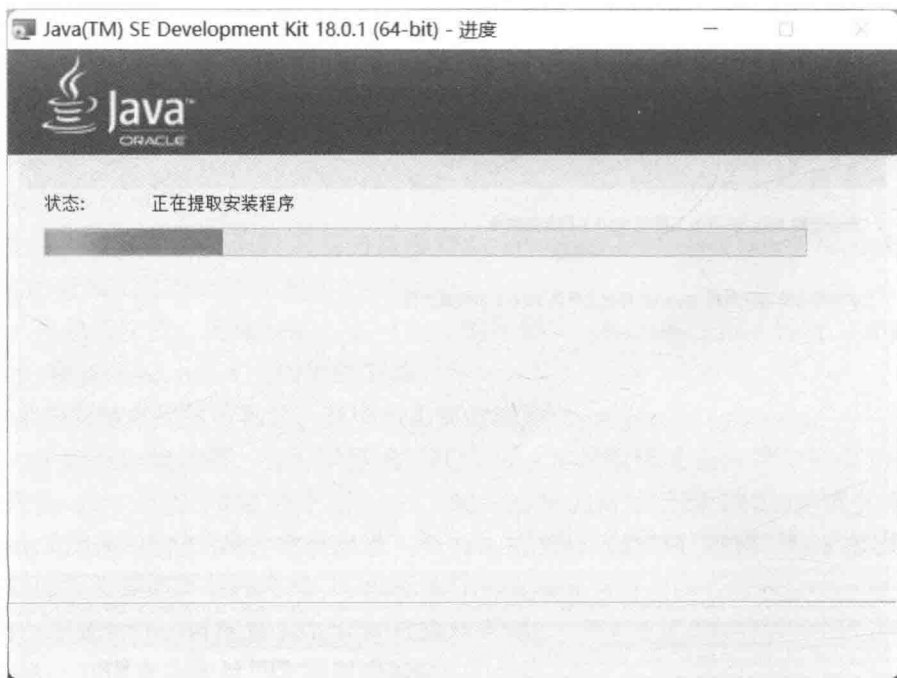 Java(TM) SE Development Kit 18.0.1 (64-bit) - 进度
Java™
ORACLE
状态: 正在提取安装程序